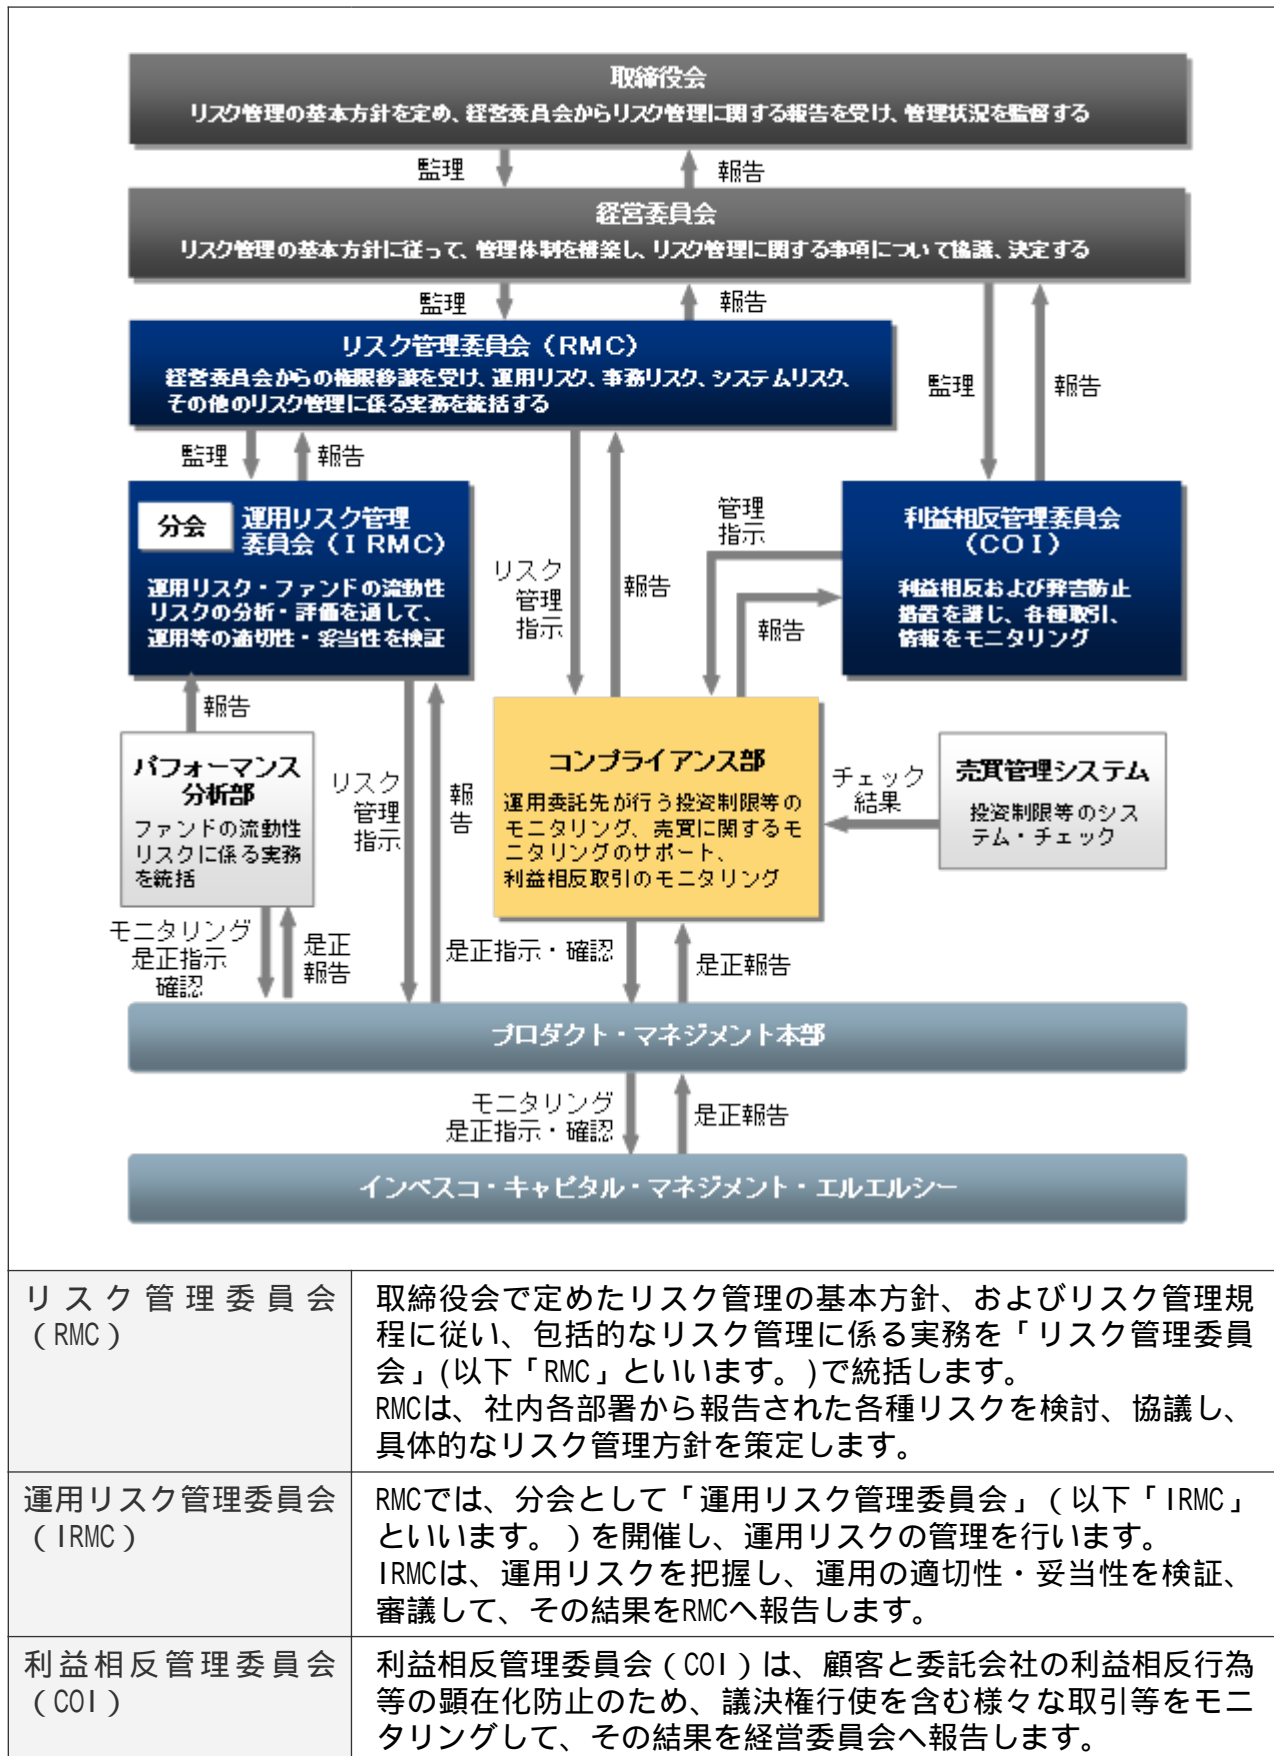 取締役会
リスク管理の基本方針を定め、経営委員会からリスク管理に関する報告を受け、管理状況を監督する
監理
報告
経営委員会
リスク管理の基本方針に従って、管理体制を構築し、リスク管理に関する事項について協議、決定する
監理
報告
リスク管理委員会（RMC）
経営委員会からの権限移譲を受け、運用リスク、事務リスク、システムリスク、
その他のリスク管理に係る実務を統括する
監理
報告
監理
報告
分会
運用リスク管理
委員会（IRMC）
運用リスク・ファンドの流動性
リスクの分析・評価を通して、
運用等の適切性・妥当性を検証
リスク
管理
指示
報告
管理
指示
報告
利益相反管理委員会
（COI）
利益相反および弊害防止
措置を講じ、各種取引、
情報をモニタリング
報告
パフォーマンス
分析部
ファンドの流動性
リスクに係る実務
を統括
リスク
管理
指示
報
告
コンプライアンス部
運用委託先が行う投資制限等の
モニタリング、売買に関するモ
ニタリングのサポート、
利益相反取引のモニタリング
チェック
結果
売買管理システム
投資制限等のシス
テム・チェック
モニタリング
是正指示
確認
是正
報告
是正指示・確認
是正報告
プロダクト・マネジメント本部
モニタリング
是正指示・確認
是正報告
インベスコ・キャピタル・マネジメント・エルエルシー
リスク管理委員会
（RMC）
取締役会で定めたリスク管理の基本方針、およびリスク管理規
程に従い、包括的なリスク管理に係る実務を「リスク管理委員
会」(以下「RMC」といいます。)で統括します。
RMCは、社内各部署から報告された各種リスクを検討、協議し、
具体的なリスク管理方針を策定します。
運用リスク管理委員会
（IRMC）
RMCでは、分会として「運用リスク管理委員会」（以下「IRMC」
といいます。）を開催し、運用リスクの管理を行います。
IRMCは、運用リスクを把握し、運用の適切性・妥当性を検証、
審議して、その結果をRMCへ報告します。
利益相反管理委員会
（COI）
利益相反管理委員会（COI）は、顧客と委託会社の利益相反行為
等の顕在化防止のため、議決権行使を含む様々な取引等をモニ
タリングして、その結果を経営委員会へ報告します。